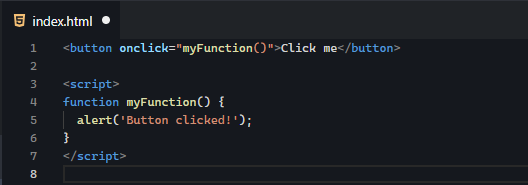 index.html
1 <button onclick="myFunction()">Click me</button>
2
3 <script>
4 function myFunction() {
5   alert('Button clicked!');
6 }
7 </script>
8